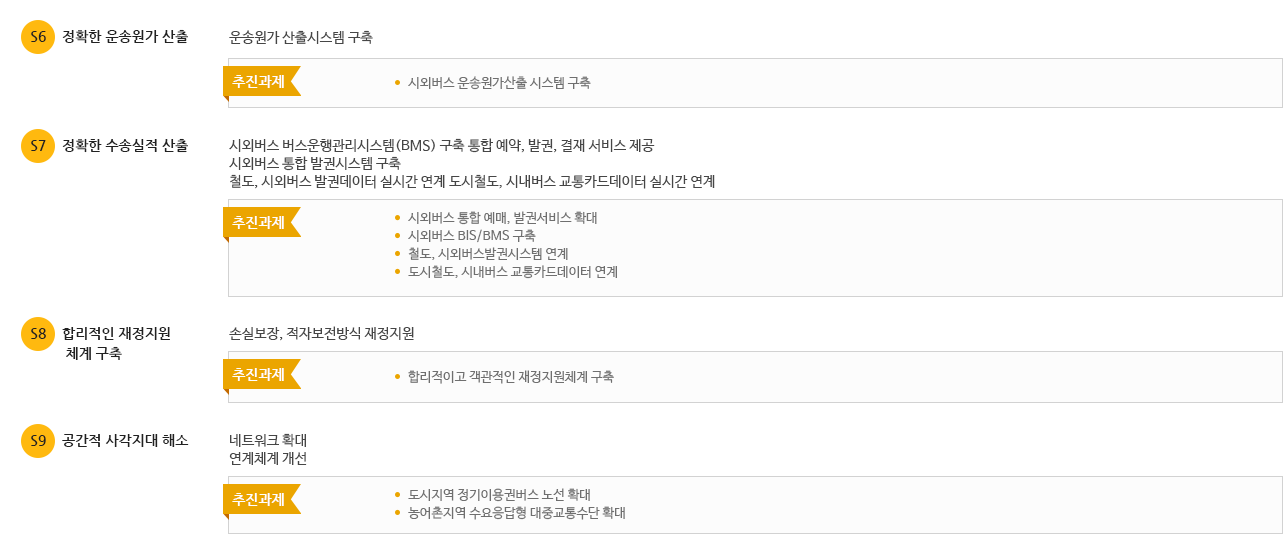 S6 정확한 운송원가 산출 운송원가 산출시스템 구축
추진과제 • 시외버스 운송원가산출 시스템 구축
S7 정확한 수송실적 산출 시외버스 버스운행관리시스템(BMS) 구축 통합 예약, 발권, 결재 서비스 제공
시외버스 통합 발권시스템 구축
철도, 시외버스 발권데이터 실시간 연계 도시철도, 시내버스 교통카드데이터 실시간 연계
추진과제 • 시외버스 통합 예매, 발권서비스 확대
• 시외버스 BIS/BMS 구축
• 철도, 시외버스발권시스템 연계
• 도시철도, 시내버스 교통카드데이터 연계
S8 합리적인 재정지원 손실보장, 적자보전방식 재정지원
체계 구축
추진과제 • 합리적이고 객관적인 재정지원체계 구축
S9 공간적 사각지대 해소 네트워크 확대
연계체계 개선
추진과제 • 도시지역 정기이용권버스 노선 확대
• 농어촌지역 수요응답형 대중교통수단 확대